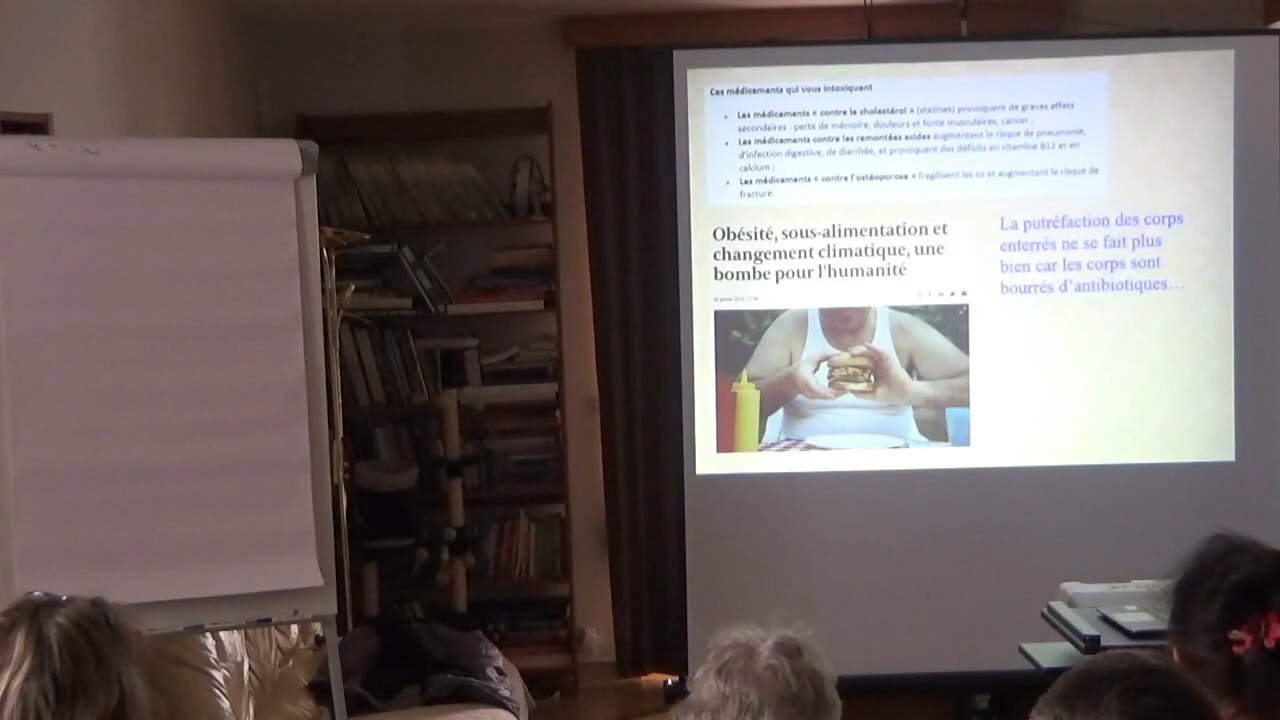 Ces médicaments qui vous intoxiquent
• Les médicaments « contre le cholestérol » (statines) provoquent de graves effets
secondaires : perte de mémoire, douleurs et fonte musculaires, cancer ;
• Les médicaments contre les remontées acides augmentent le risque de pneumonie,
d'infection digestive, de diarrhée, et provoquent des déficits en vitamine B12 et en
calcium ;
• Les médicaments « contre l'ostéoporose » fragilisent les os et augmentent le risque de
fracture.
Obésité, sous-alimentation et
changement climatique, une
bombe pour l'humanité
La putréfaction des corps
enterrés ne se fait plus
bien car les corps sont
bourrés d'antibiotiques...